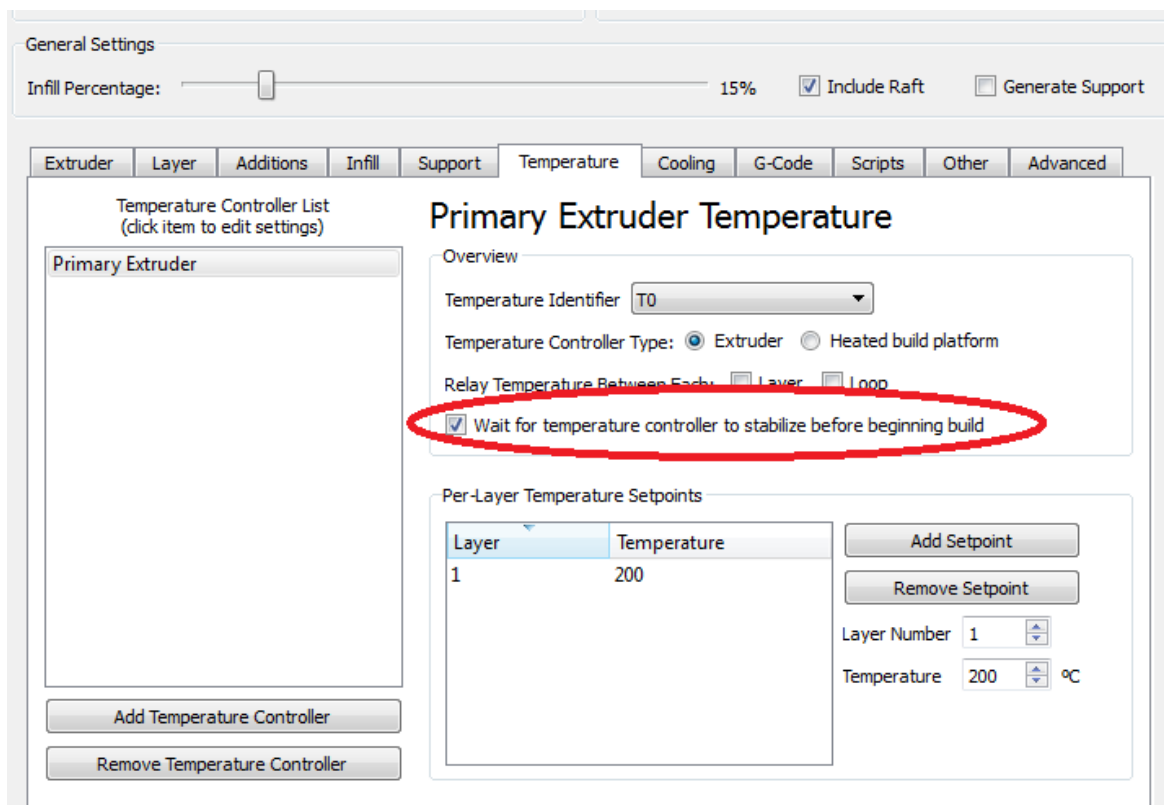 General Settings
Infill Percentage: 15% Include Raft Generate Support
Extruder Layer Additions Infill Support Temperature Cooling G-Code Scripts Other Advanced
Temperature Controller List
(click item to edit settings)
Primary Extruder
Add Temperature Controller
Remove Temperature Controller
Primary Extruder Temperature
Overview
Temperature Identifier T0
Temperature Controller Type: Extruder Heated build platform
Relay Temperature Between Each: Layer Loop
Wait for temperature controller to stabilize before beginning build
Per-Layer Temperature Setpoints
Layer Temperature
1 200
Add Setpoint
Remove Setpoint
Layer Number 1
Temperature 200 ºC